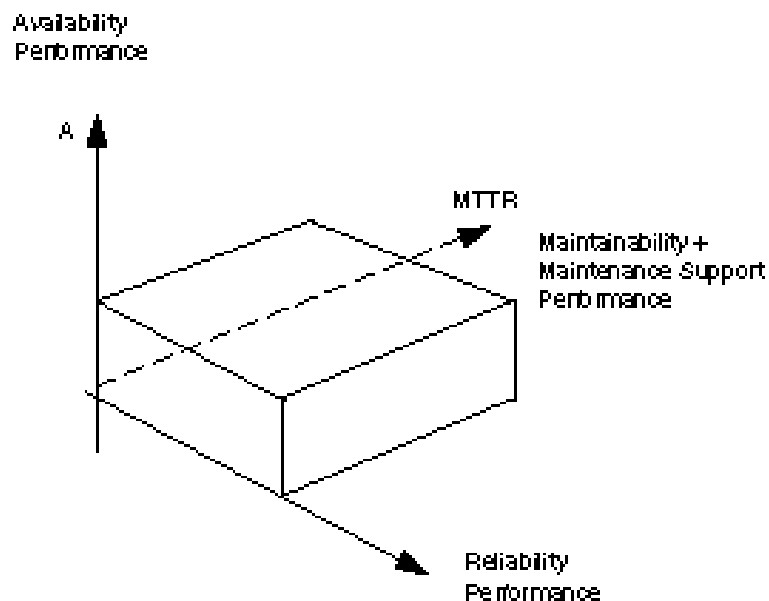 Availability
Performance
A
MTTR
Maintainability +
Maintenance Support
Performance
Reliability
Performance